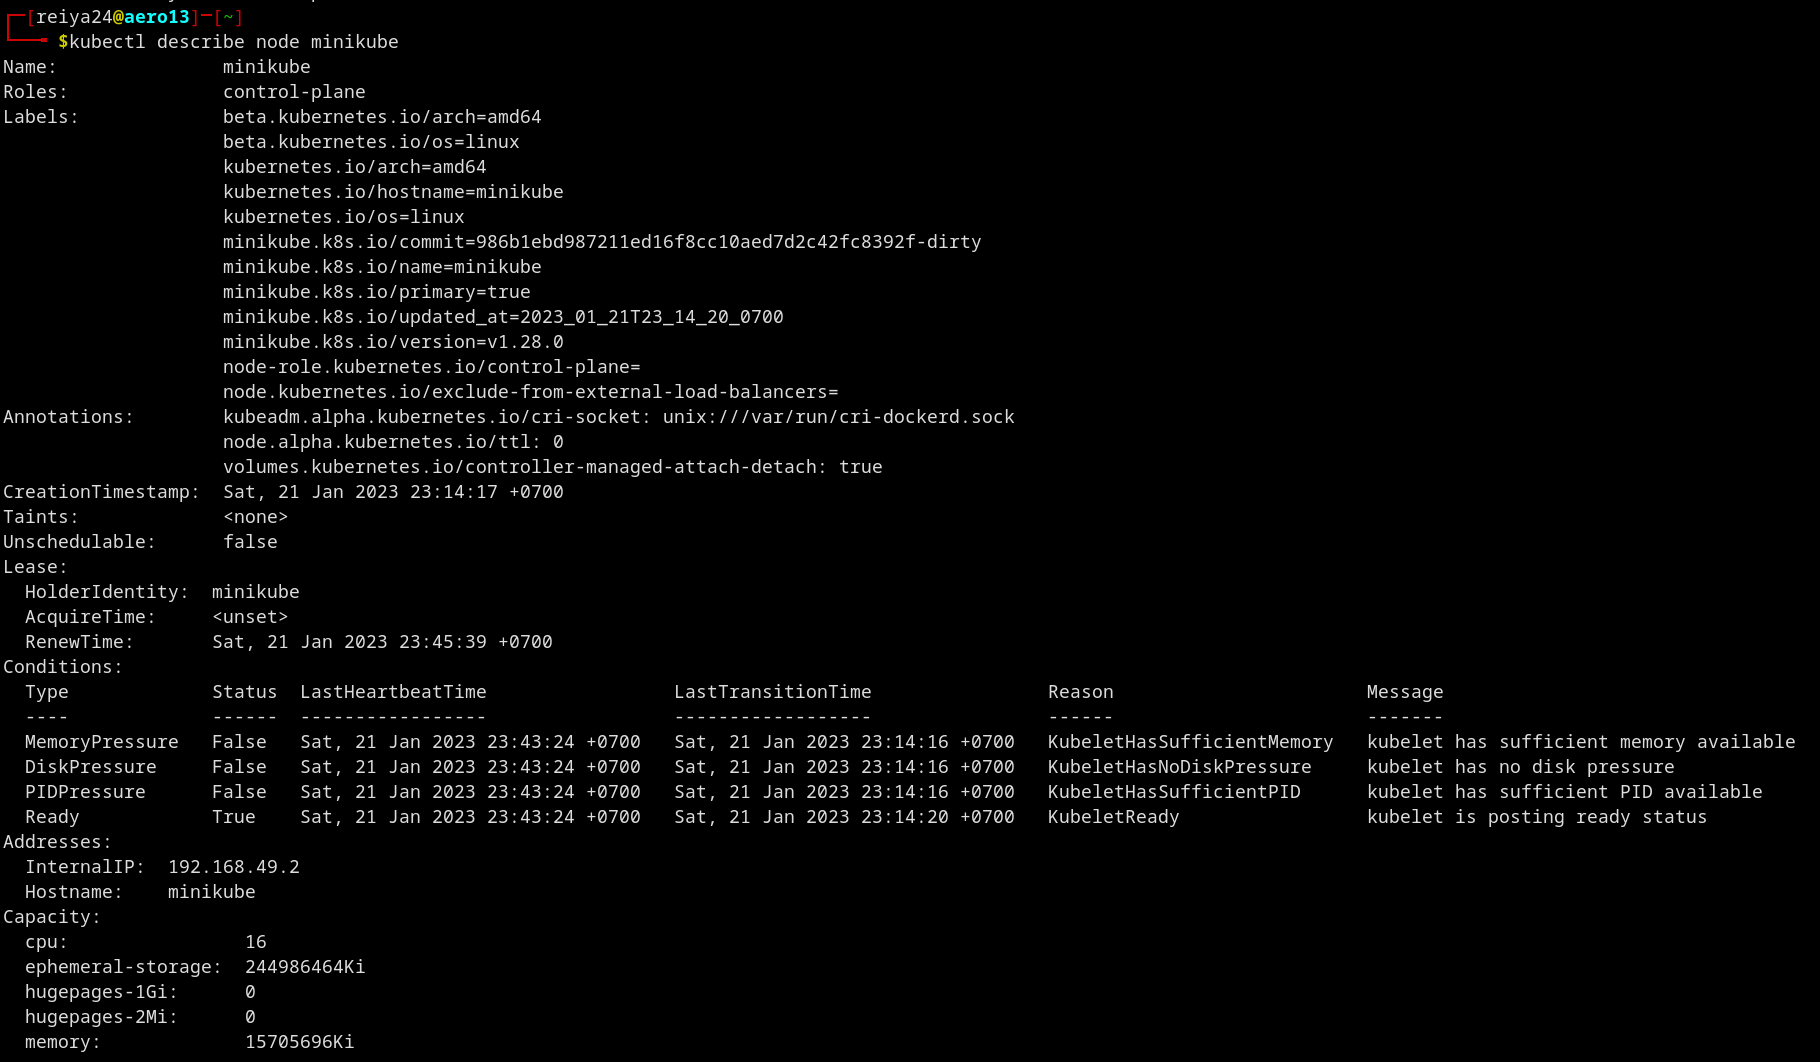 [reiya24@aero13]─[~]
$kubectl describe node minikube
Name:               minikube
Roles:              control-plane
Labels:             beta.kubernetes.io/arch=amd64
                    beta.kubernetes.io/os=linux
                    kubernetes.io/arch=amd64
                    kubernetes.io/hostname=minikube
                    kubernetes.io/os=linux
                    minikube.k8s.io/commit=986b1ebd987211ed16f8cc10aed7d2c42fc8392f-dirty
                    minikube.k8s.io/name=minikube
                    minikube.k8s.io/primary=true
                    minikube.k8s.io/updated_at=2023_01_21T23_14_20_0700
                    minikube.k8s.io/version=v1.28.0
                    node-role.kubernetes.io/control-plane=
                    node.kubernetes.io/exclude-from-external-load-balancers=
Annotations:        kubeadm.alpha.kubernetes.io/cri-socket: unix:///var/run/cri-dockerd.sock
                    node.alpha.kubernetes.io/ttl: 0
                    volumes.kubernetes.io/controller-managed-attach-detach: true
CreationTimestamp:  Sat, 21 Jan 2023 23:14:17 +0700
Taints:             <none>
Unschedulable:      false
Lease:
  HolderIdentity:  minikube
  AcquireTime:     <unset>
  RenewTime:       Sat, 21 Jan 2023 23:45:39 +0700
Conditions:
  Type             Status  LastHeartbeatTime                 LastTransitionTime                Reason                       Message
  ----             ------  -----------------                 ------------------                ------                       -------
  MemoryPressure   False   Sat, 21 Jan 2023 23:43:24 +0700   Sat, 21 Jan 2023 23:14:16 +0700   KubeletHasSufficientMemory   kubelet has sufficient memory available
  DiskPressure     False   Sat, 21 Jan 2023 23:43:24 +0700   Sat, 21 Jan 2023 23:14:16 +0700   KubeletHasNoDiskPressure     kubelet has no disk pressure
  PIDPressure      False   Sat, 21 Jan 2023 23:43:24 +0700   Sat, 21 Jan 2023 23:14:16 +0700   KubeletHasSufficientPID      kubelet has sufficient PID available
  Ready            True    Sat, 21 Jan 2023 23:43:24 +0700   Sat, 21 Jan 2023 23:14:20 +0700   KubeletReady                 kubelet is posting ready status
Addresses:
  InternalIP:  192.168.49.2
  Hostname:    minikube
Capacity:
  cpu:                16
  ephemeral-storage:  244986464Ki
  hugepages-1Gi:      0
  hugepages-2Mi:      0
  memory:             15705696Ki